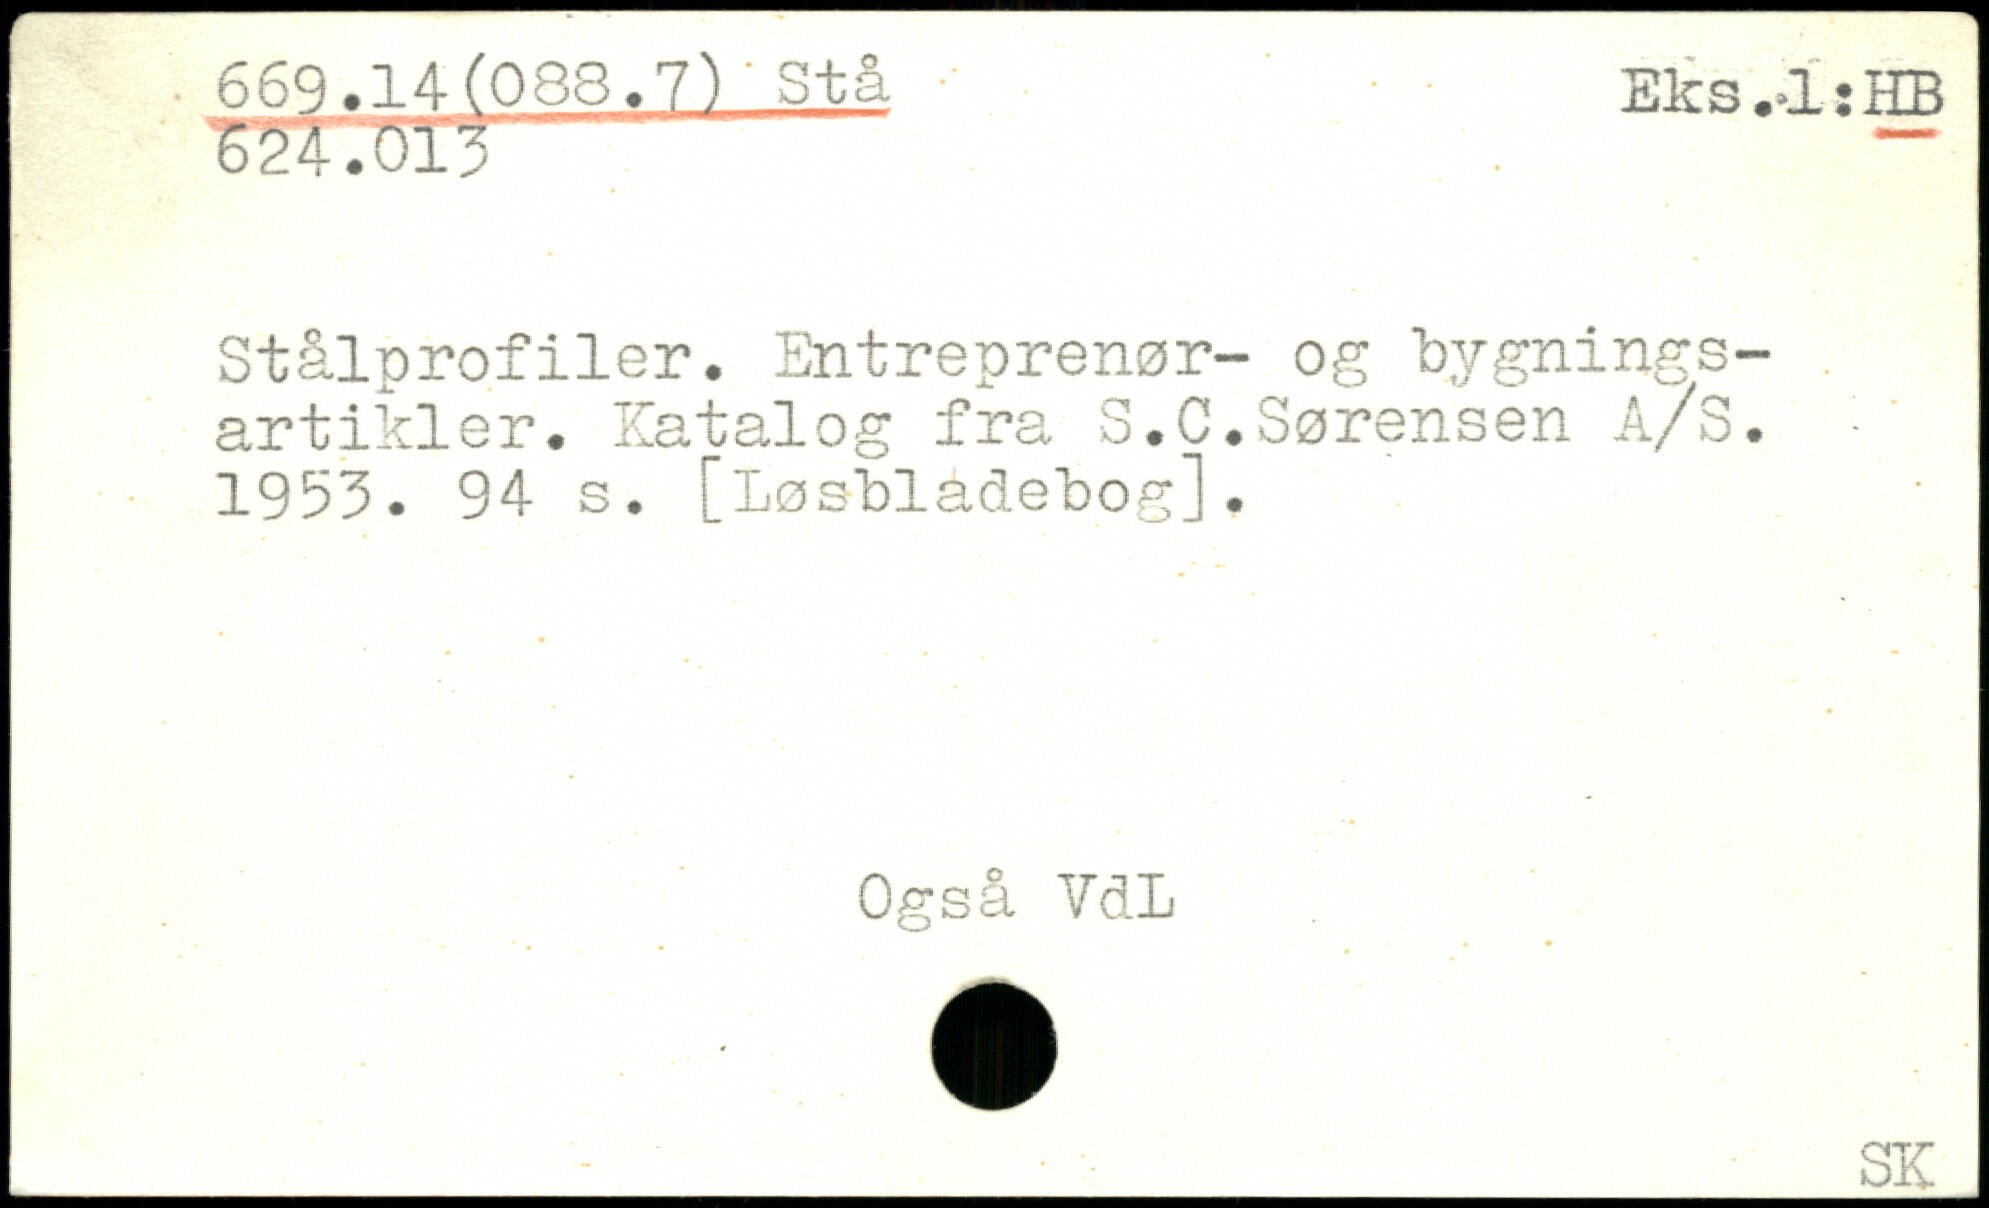 669.14(088.7) Stå
Eks.1:HB
624.013
Stålprofiler. Entreprenør- og bygnings-
artikler. Katalog fra S.C.Sørensen A/S.
1953. 94 s. [Løsbladebog].
Også VdL
SK